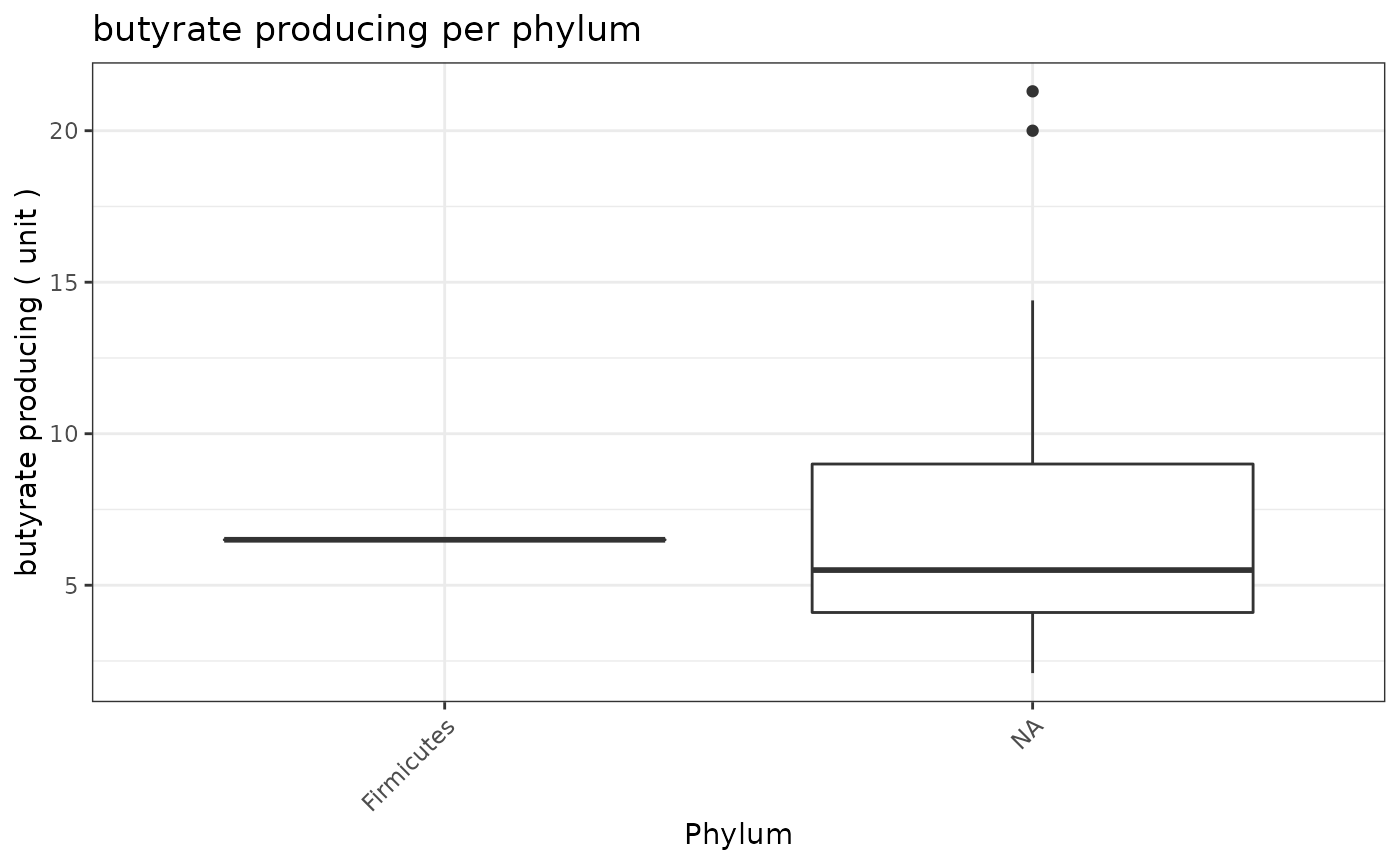 butyrate producing per phylum
butyrate producing ( unit )
20
15
10
5
Firmicutes
NA
Phylum